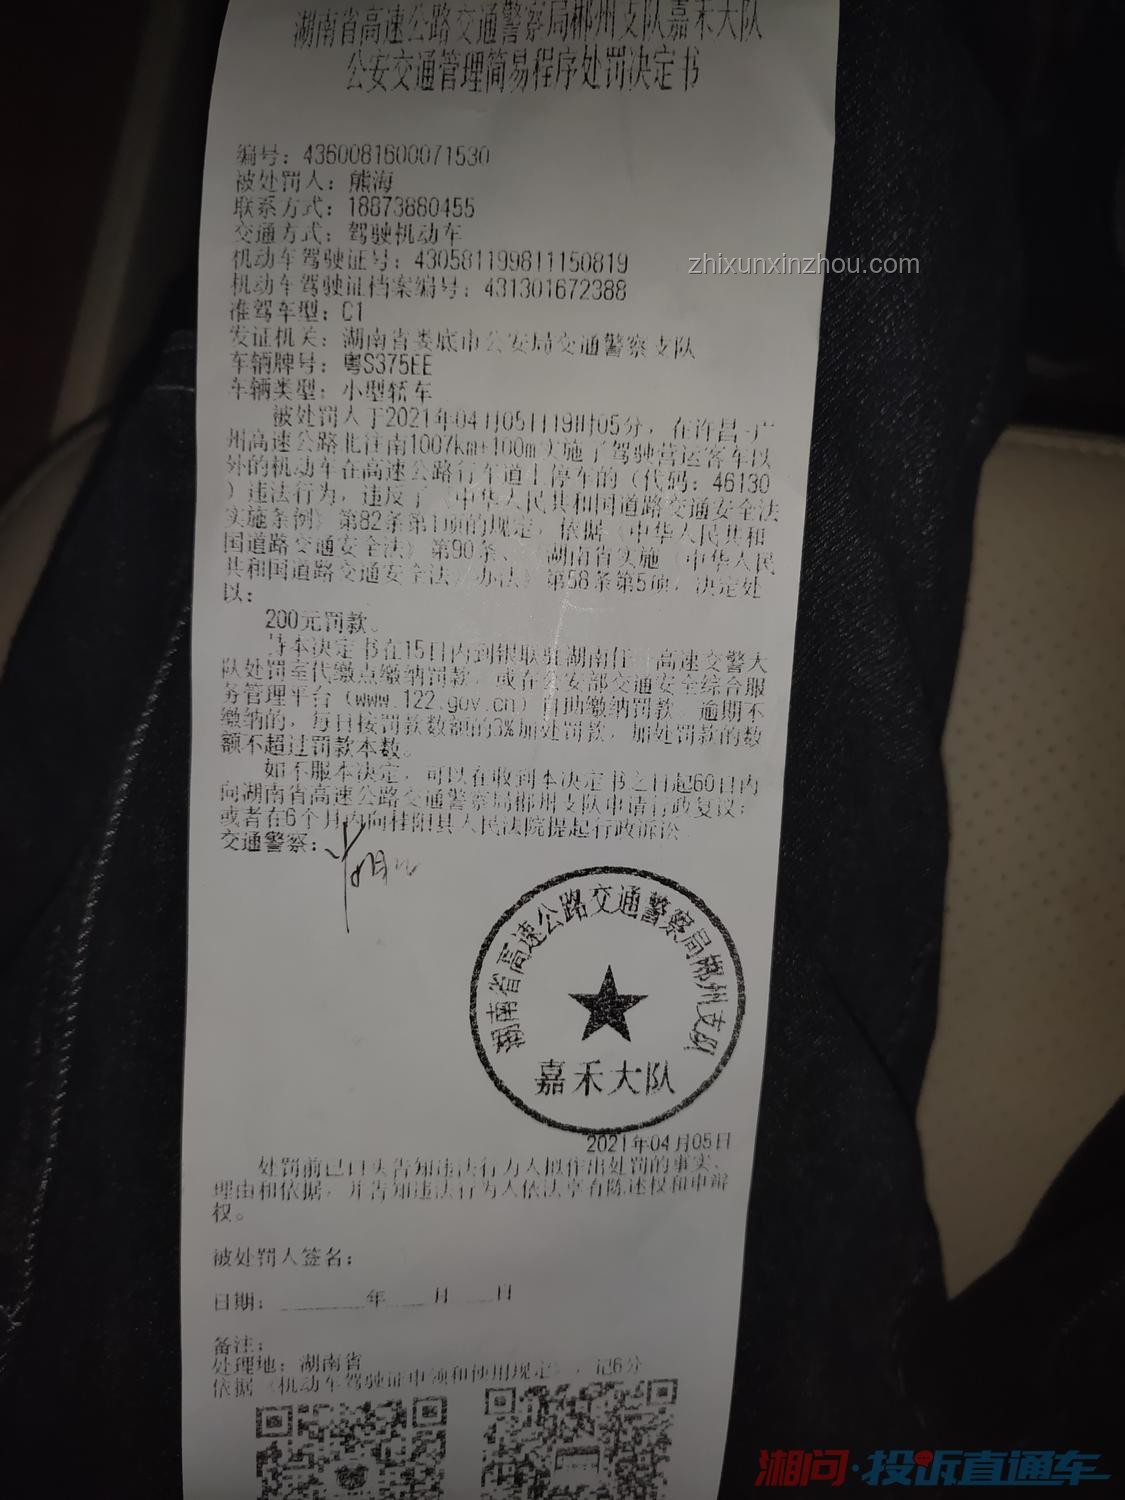 湖南省高速公路交通警察局郴州支队嘉禾大队
公安交通管理简易程序处罚决定书
编号：4360081600071530
被处罚人：熊海
联系方式：18873880455
交通方式：驾驶机动车
机动车驾驶证号：430581199811150819
机动车驾驶证档案编号：431301672388
准驾车型：C1
发证机关：湖南省娄底市公安局交通警察支队
车辆牌号：粤S375EE
车辆类型：小型轿车
被处罚人于2021年04月05日19时05分，在许昌-广
州高速公路北往南1007km+100m实施了驾驶营运客车以
外的机动车在高速公路行车道上停车的（代码：46130
）违法行为，违反了《中华人民共和国道路交通安全法
实施条例》第82条第1项的规定，依据《中华人民共和
国道路交通安全法》第90条、《湖南省实施〈中华人民
共和国道路交通安全法〉办法》第58条第5项，决定处
以：
200元罚款。
持本决定书在15日内到银联驻湖南任 高速交警大
队处罚室代缴点缴纳罚款，或在公安部交通安全综合服
务管理平台（www.122.gov.cn）自助缴纳罚款。逾期不
缴纳的，每日按罚款数额的3%加处罚款，加处罚款的数
额不超过罚款本数。
如不服本决定，可以在收到本决定书之日起60日内
向湖南省高速公路交通警察局郴州支队申请行政复议；
或者在6个月内向桂阳县人民法院提起行政诉讼。
交通警察：
湖南省高速公路交通警察局郴州支队
嘉禾大队
2021年04月05日
处罚前已口头告知违法行为人拟作出处罚的事实、
理由和依据，并告知违法行为人依法享有陈述权和申辩
权。
被处罚人签名：
日期：______年___月___日
备注：
处理地：湖南省
依据《机动车驾驶证申领和使用规定》，记6分
zhixunxinzhou.com
湘问·投诉直通车